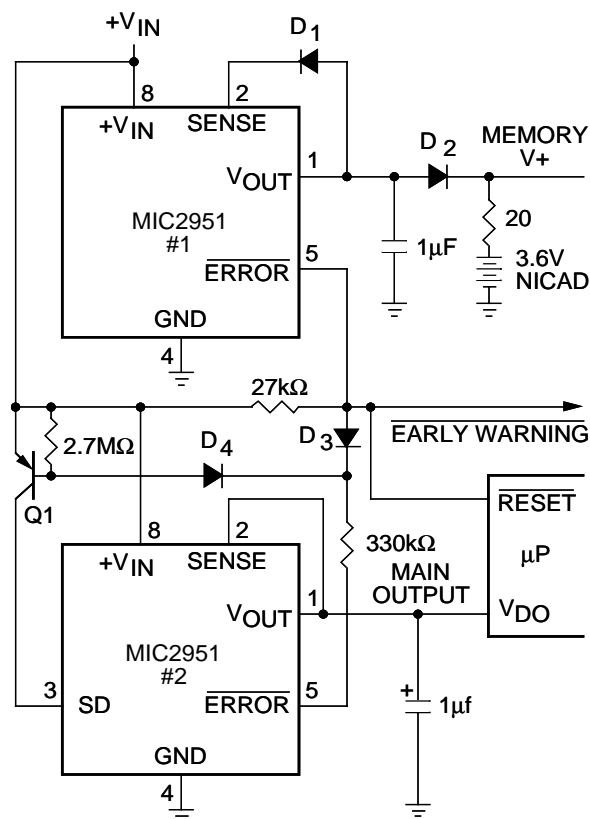 +VIN
D1
8
2
+VIN
SENSE
1
D 2
MEMORY
V+
VOUT
MIC2951
#1
20
1μF
3.6V
NICAD
5
ERROR
GND
4
27kΩ
EARLY WARNING
2.7MΩ
D4
D3
Q1
RESET
8
2
330kΩ
μP
+VIN
SENSE
MAIN
OUTPUT
1
VOUT
VDO
MIC2951
#2
3
SD
5
ERROR
+
1μf
GND
4